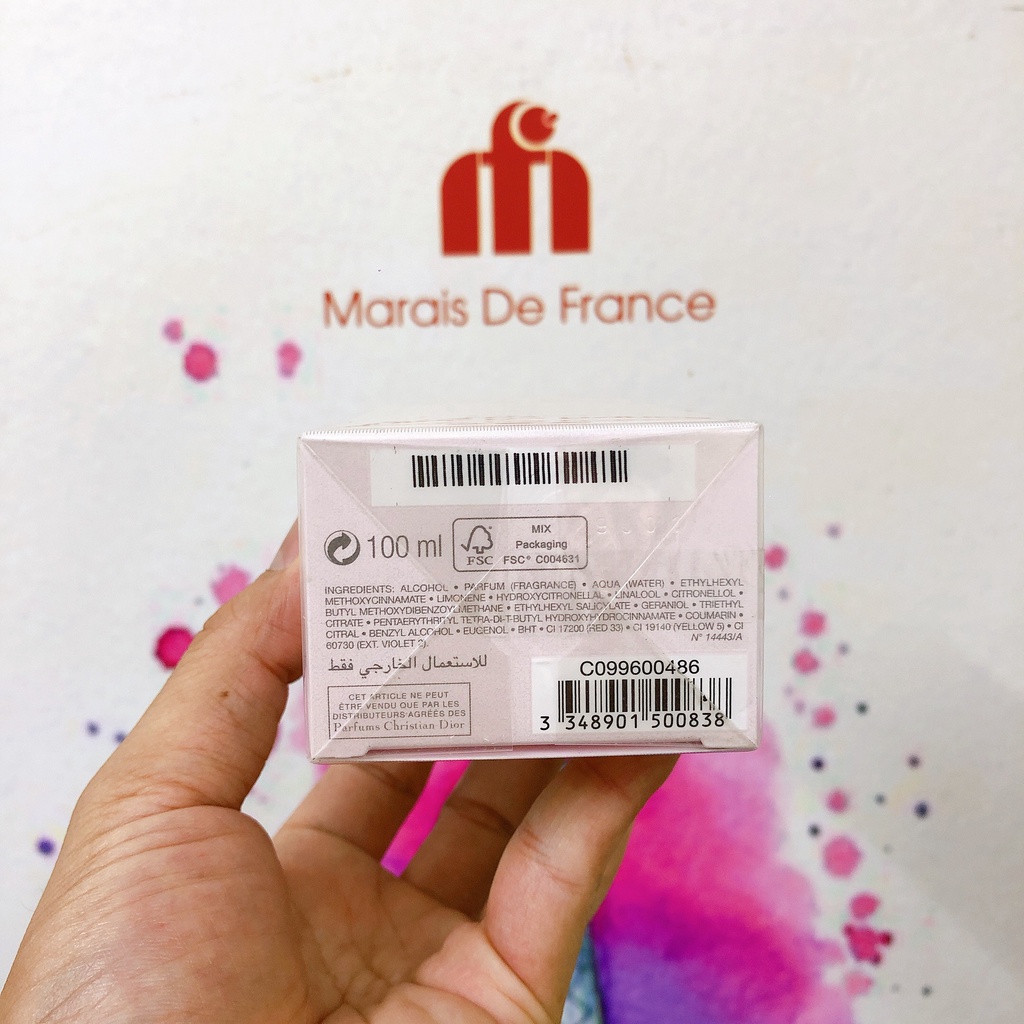 Marais De France
100 ml
FSC
MIX
Packaging
FSC® C004631
INGREDIENTS: ALCOHOL • PARFUM (FRAGRANCE) • AQUA (WATER) • ETHYLHEXYL
METHOXYCINNAMATE • LIMONENE • HYDROXYCITRONELLAL • LINALOOL • CITRONELLOL •
BUTYL METHOXYDIBENZOYLMETHANE • ETHYLHEXYL SALICYLATE • GERANIOL • TRIETHYL
CITRATE • PENTAERYTHRITYL TETRA-DI-T-BUTYL HYDROXYHYDROCINNAMATE • COUMARIN •
CITRAL • BENZYL ALCOHOL • EUGENOL • BHT • CI 17200 (RED 33) • CI 19140 (YELLOW 5) • CI
60730 (EXT. VIOLET 2).
N° 14443/A
للاستعمال الخارجي فقط
CET ARTICLE NE PEUT
ÊTRE VENDU QUE PAR LES
DISTRIBUTEURS AGRÉÉS DES
Parfums Christian Dior
C099600486
3 348901 500838